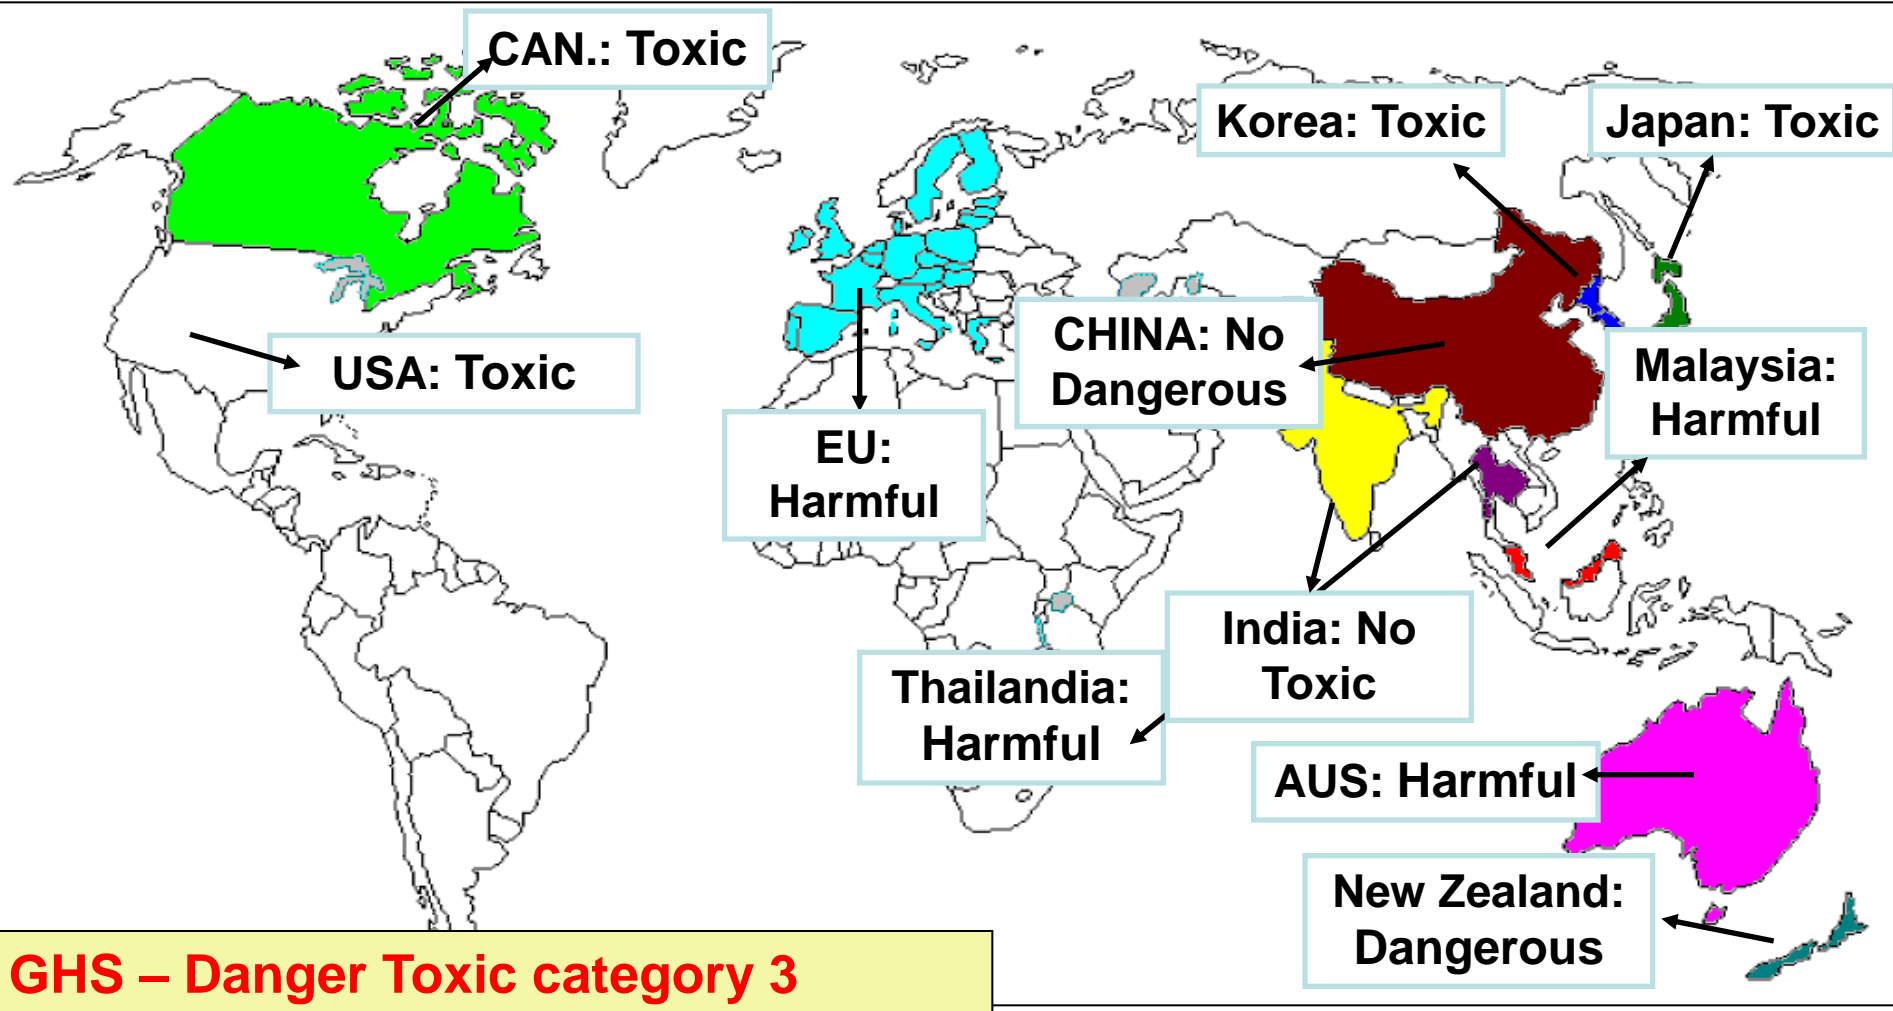 CAN.: Toxic
Korea: Toxic
Japan: Toxic
USA: Toxic
CHINA: No
Dangerous
Malaysia:
Harmful
EU:
Harmful
India: No
Toxic
Thailandia:
Harmful
AUS: Harmful
New Zealand:
Dangerous
GHS – Danger Toxic category 3